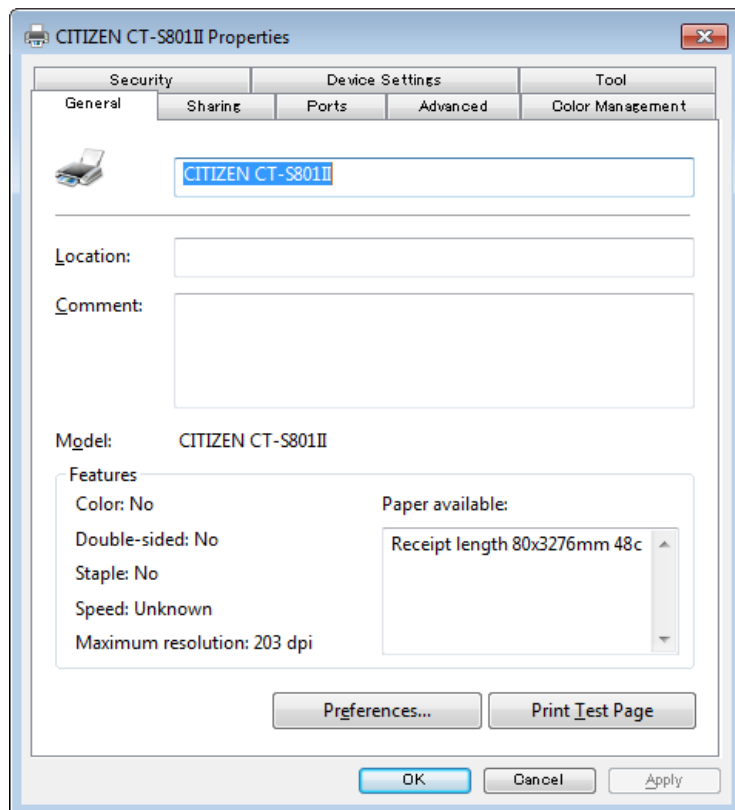 CITIZEN CT-S801Ⅱ Properties
Security Device Settings Tool
General Sharing Ports Advanced Color Management
CITIZEN CT-S801Ⅱ
Location:
Comment:
Model: CITIZEN CT-S801Ⅱ
Features
Color: No Paper available:
Double-sided: No Receipt length 80x3276mm 48c
Staple: No
Speed: Unknown
Maximum resolution: 203 dpi
Preferences... Print Test Page
OK Cancel Apply